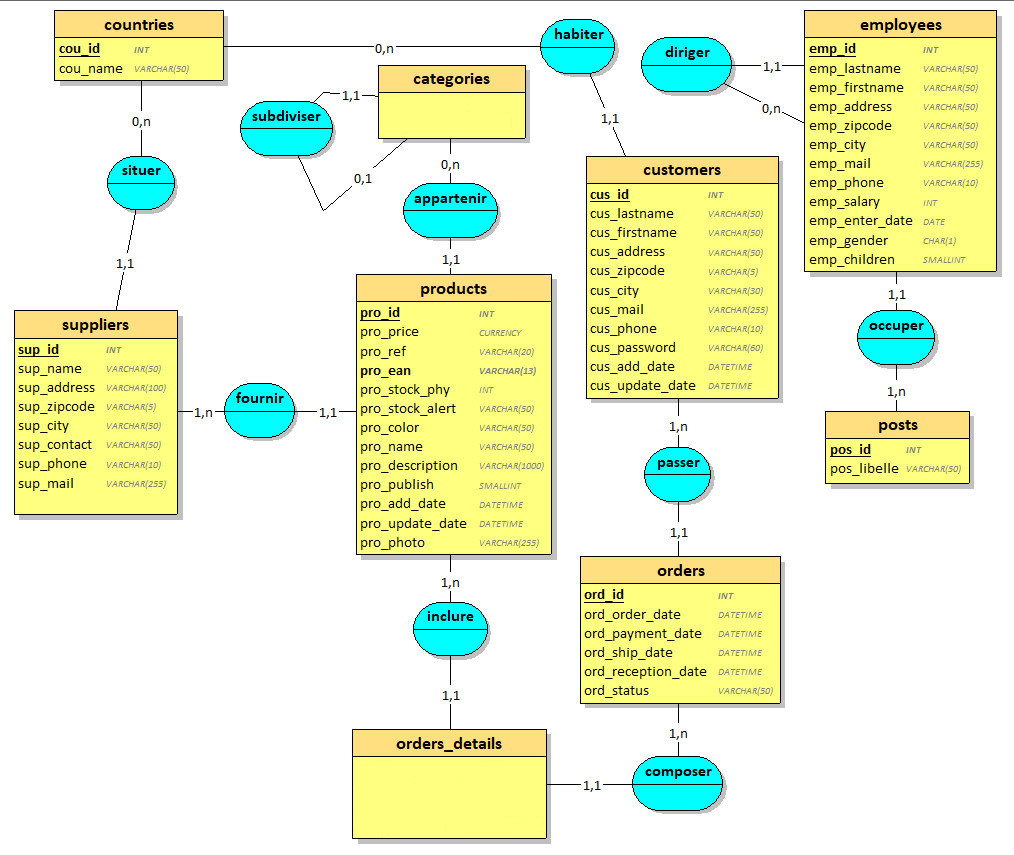 countries
cou_id INT
cou_name VARCHAR(50)
0,n
habiter
1,1
0,n
situer
1,1
categories
subdiviser
1,1
0,1
0,n
appartenir
1,1
diriger
1,1
0,n
employees
emp_id INT
emp_lastname VARCHAR(50)
emp_firstname VARCHAR(50)
emp_address VARCHAR(50)
emp_zipcode VARCHAR(50)
emp_city VARCHAR(50)
emp_mail VARCHAR(255)
emp_phone VARCHAR(10)
emp_salary INT
emp_enter_date DATE
emp_gender CHAR(1)
emp_children SMALLINT
1,1
occuper
1,n
posts
pos_id INT
pos_libelle VARCHAR(50)
customers
cus_id INT
cus_lastname VARCHAR(50)
cus_firstname VARCHAR(50)
cus_address VARCHAR(50)
cus_zipcode VARCHAR(5)
cus_city VARCHAR(30)
cus_mail VARCHAR(255)
cus_phone VARCHAR(10)
cus_password VARCHAR(60)
cus_add_date DATETIME
cus_update_date DATETIME
1,n
passer
1,1
suppliers
sup_id INT
sup_name VARCHAR(50)
sup_address VARCHAR(100)
sup_zipcode VARCHAR(5)
sup_city VARCHAR(50)
sup_contact VARCHAR(50)
sup_phone VARCHAR(10)
sup_mail VARCHAR(255)
1,n
fournir
1,1
products
pro_id INT
pro_price CURRENCY
pro_ref VARCHAR(20)
pro_ean VARCHAR(13)
pro_stock_phy INT
pro_stock_alert VARCHAR(50)
pro_color VARCHAR(50)
pro_name VARCHAR(50)
pro_description VARCHAR(1000)
pro_publish SMALLINT
pro_add_date DATETIME
pro_update_date DATETIME
pro_photo VARCHAR(255)
1,n
inclure
1,1
orders
ord_id INT
ord_order_date DATETIME
ord_payment_date DATETIME
ord_ship_date DATETIME
ord_reception_date DATETIME
ord_status VARCHAR(50)
1,n
composer
1,1
orders_details